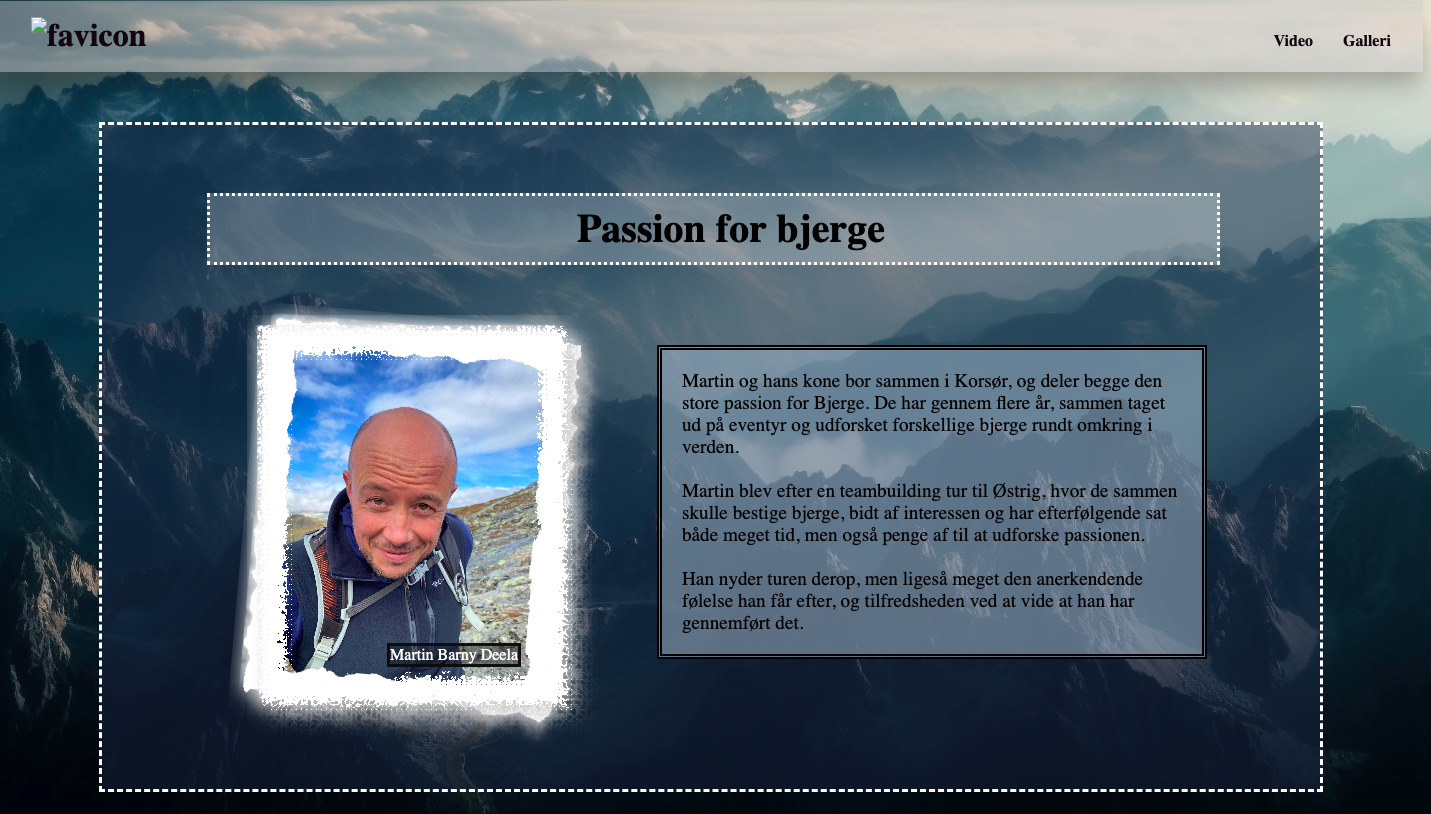 favicon
Video Galleri
Passion for bjerge
Martin Barny Deela
Martin og hans kone bor sammen i Korsør, og deler begge den
store passion for Bjerge. De har gennem flere år, sammen taget
ud på eventyr og udforsket forskellige bjerge rundt omkring i
verden.
Martin blev efter en teambuilding tur til Østrig, hvor de sammen
skulle bestige bjerge, bidt af interessen og har efterfølgende sat
både meget tid, men også penge af til at udforske passionen.
Han nyder turen derop, men ligeså meget den anerkendende
følelse han får efter, og tilfredsheden ved at vide at han har
gennemført det.